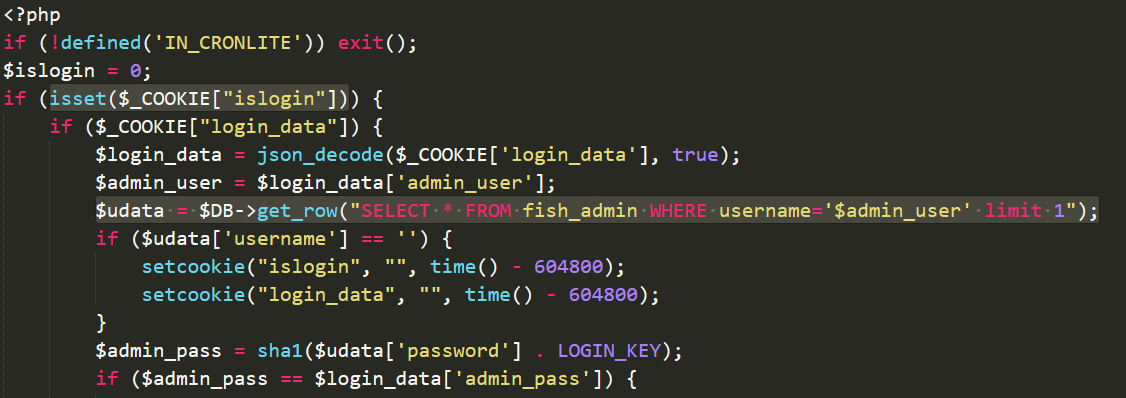 <?php
if (!defined('IN_CRONLITE')) exit();
$islogin = 0;
if (isset($_COOKIE["islogin"])) {
    if ($_COOKIE["login_data"]) {
        $login_data = json_decode($_COOKIE['login_data'], true);
        $admin_user = $login_data['admin_user'];
        $udata = $DB->get_row("SELECT * FROM fish_admin WHERE username='$admin_user' limit 1");
        if ($udata['username'] == '') {
            setcookie("islogin", "", time() - 604800);
            setcookie("login_data", "", time() - 604800);
        }
        $admin_pass = sha1($udata['password'] . LOGIN_KEY);
        if ($admin_pass == $login_data['admin_pass']) {